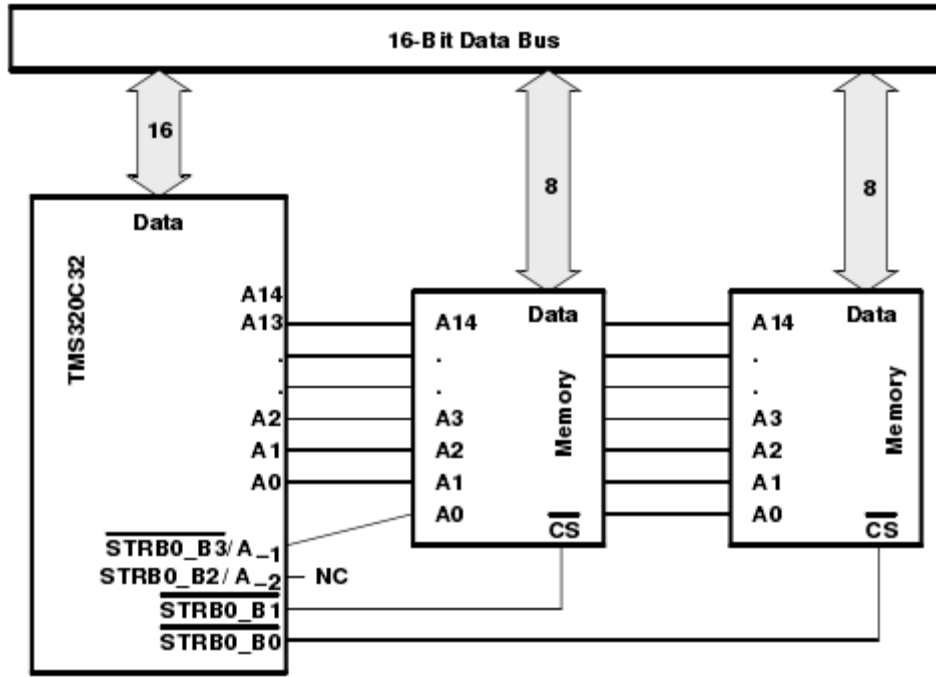 16-Bit Data Bus
16
8
8
Data
TMS320C32
A14
A13
.
.
A2
A1
A0
STRB0_B3/A_1
STRB0_B2/A_2
NC
STRB0_B1
STRB0_B0
Data
A14
.
.
A3
A2
A1
A0
Memory
CS
Data
A14
.
.
A3
A2
A1
A0
Memory
CS